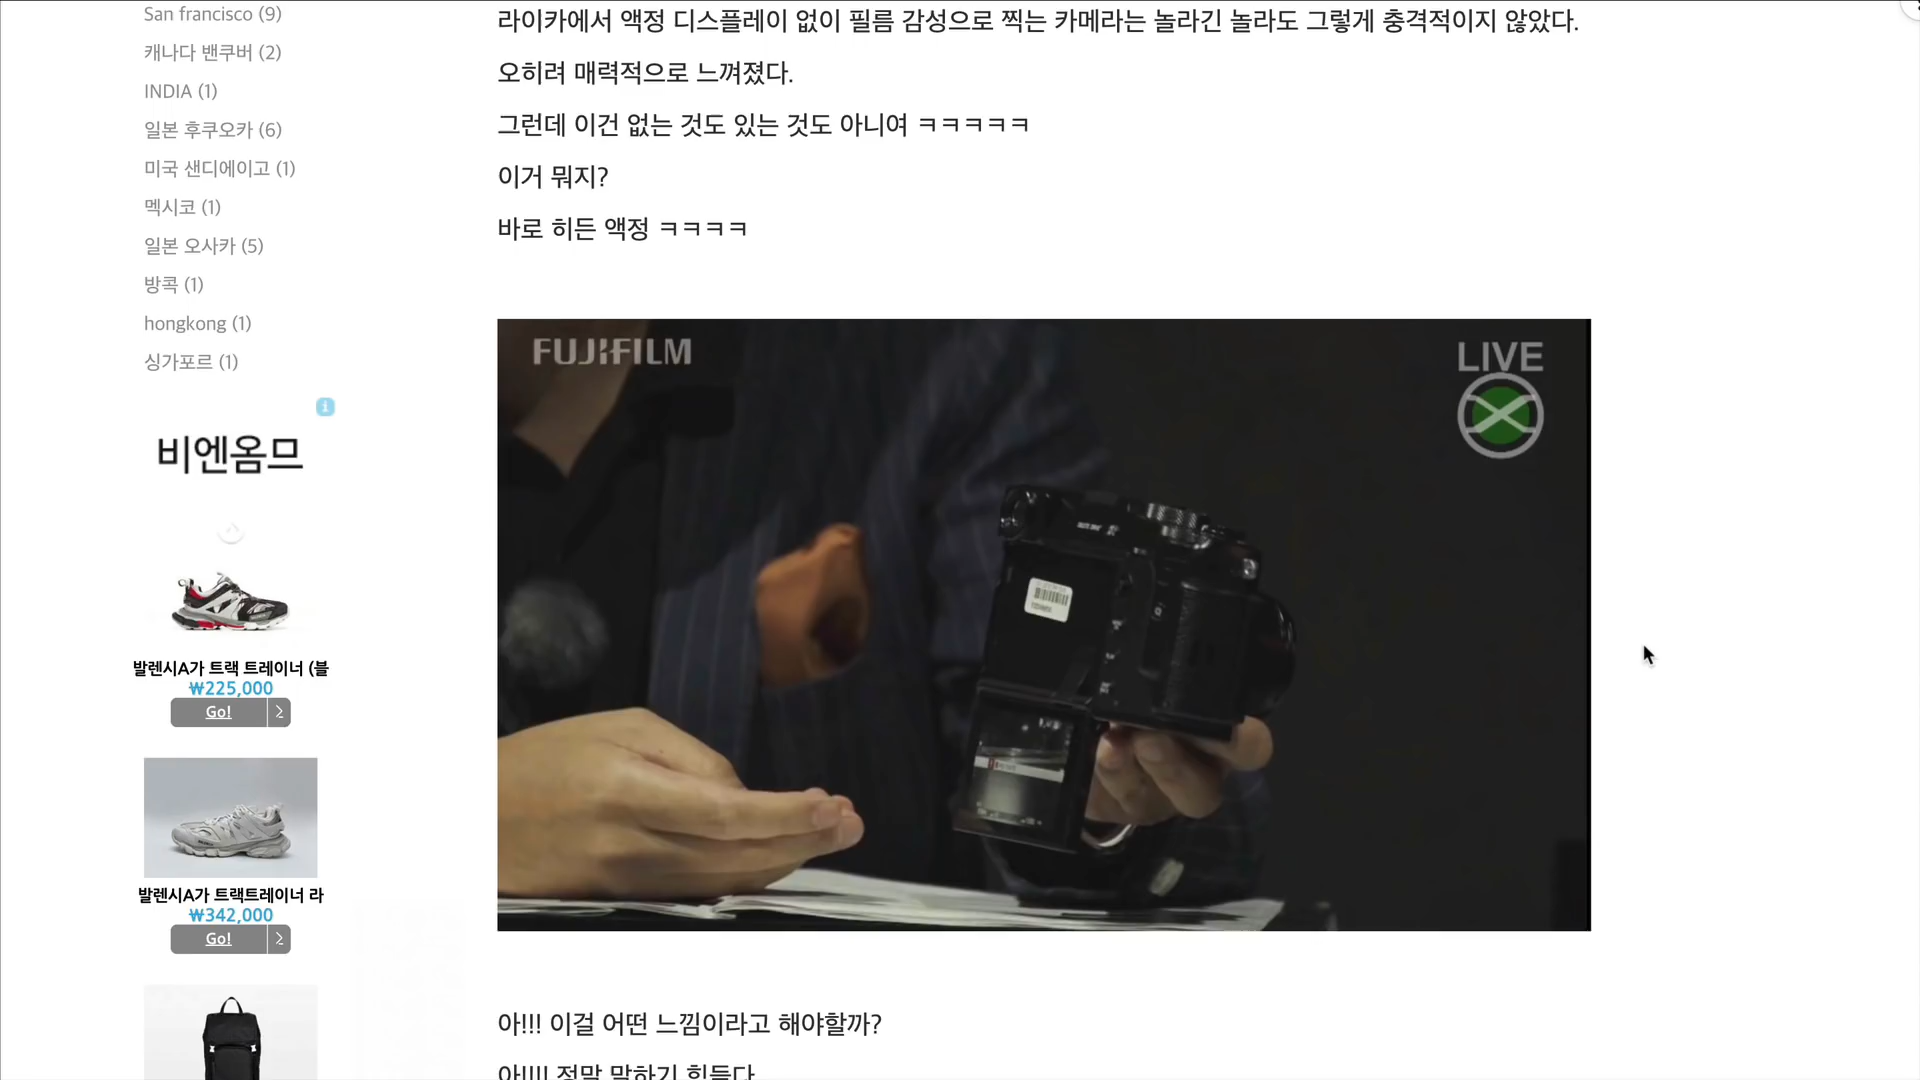 San francisco (9)
캐나다 밴쿠버 (2)
INDIA (1)
일본 후쿠오카 (6)
미국 샌디에이고 (1)
멕시코 (1)
일본 오사카 (5)
방콕 (1)
hongkong (1)
싱가포르 (1)
비엔옴므
발렌시A가 트랙 트레이너 (블
₩225,000
Go!
발렌시A가 트랙트레이너 라
₩342,000
Go!
라이카에서 액정 디스플레이 없이 필름 감성으로 찍는 카메라는 놀라긴 놀라도 그렇게 충격적이지 않았다.
오히려 매력적으로 느껴졌다.
그런데 이건 없는 것도 있는 것도 아니여 ㅋㅋㅋㅋㅋ
이거 뭐지?
바로 히든 액정 ㅋㅋㅋㅋ
FUJIFILM
LIVE
아!!! 이걸 어떤 느낌이라고 해야할까?
아!!!! 정말 말하기 힘들다